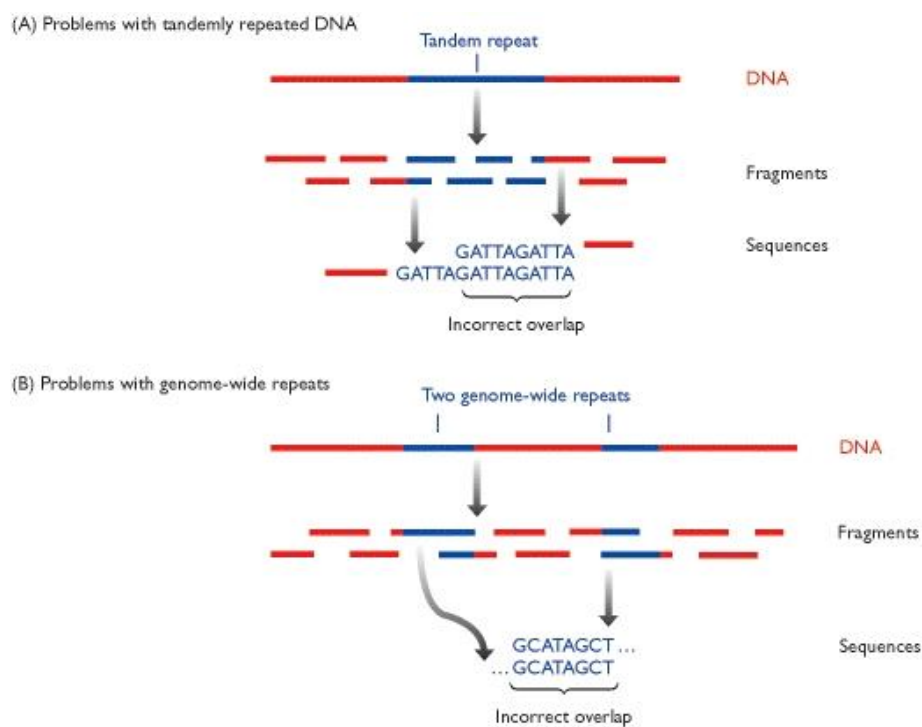 (A) Problems with tandemly repeated DNA
Tandem repeat
DNA
Fragments
Sequences
GATTAGATTA
GATTAGATTAGATTA
Incorrect overlap
(B) Problems with genome-wide repeats
Two genome-wide repeats
DNA
Fragments
Sequences
GCATAGCT ...
... GCATAGCT
Incorrect overlap